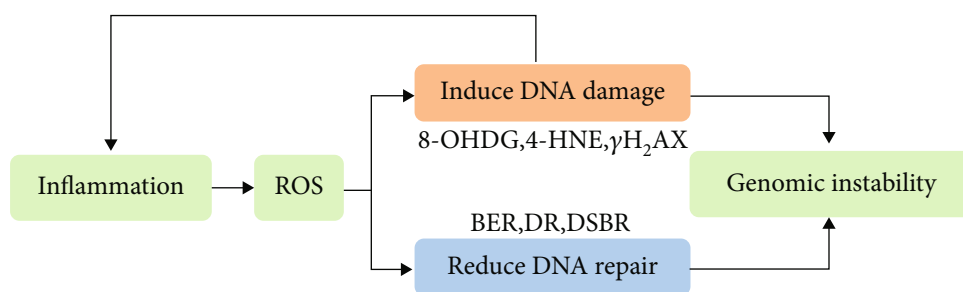 Induce DNA damage
8-OHDG,4-HNE,γH₂AX
Inflammation
ROS
Genomic instability
BER,DR,DSBR
Reduce DNA repair